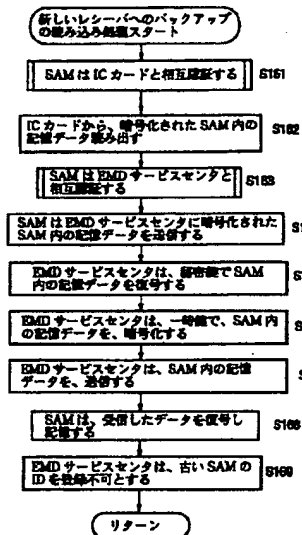 新しいレシーバへのバックアップ
の読み込み処理スタート
SAMはICカードと相互認証する
S161
ICカードから、暗号化されたSAM内の
記憶データ読み出す
S162
SAMはEMDサービスセンタと
相互認証する
S163
SAMはEMDサービスセンタに暗号化された
SAM内の記憶データを送信する
EMDサービスセンタは、秘密鍵でSAM
内の記憶データを復号する
EMDサービスセンタは、一時鍵で、SAM内
の記憶データを、暗号化する
EMDサービスセンタは、SAM内の記憶
データを、送信する
SAMは、受信したデータを復号し
記憶する
S168
EMDサービスセンタは、古いSAMの
IDを登録不可とする
S169
リターン